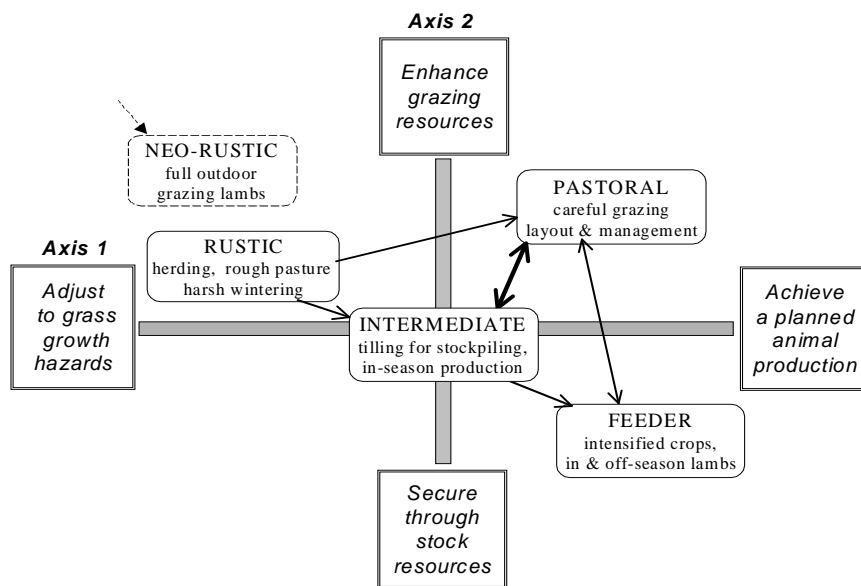 Axis 2
Enhance
grazing
resources
NEO-RUSTIC
full outdoor
grazing lambs
PASTORAL
careful grazing
layout & management
Axis 1
RUSTIC
herding, rough pasture
harsh wintering
Adjust
to grass
growth
hazards
INTERMEDIATE
tilling for stockpiling,
in-season production
Achieve
a planned
animal
production
FEEDER
intensified crops,
in & off-season lambs
Secure
through
stock
resources